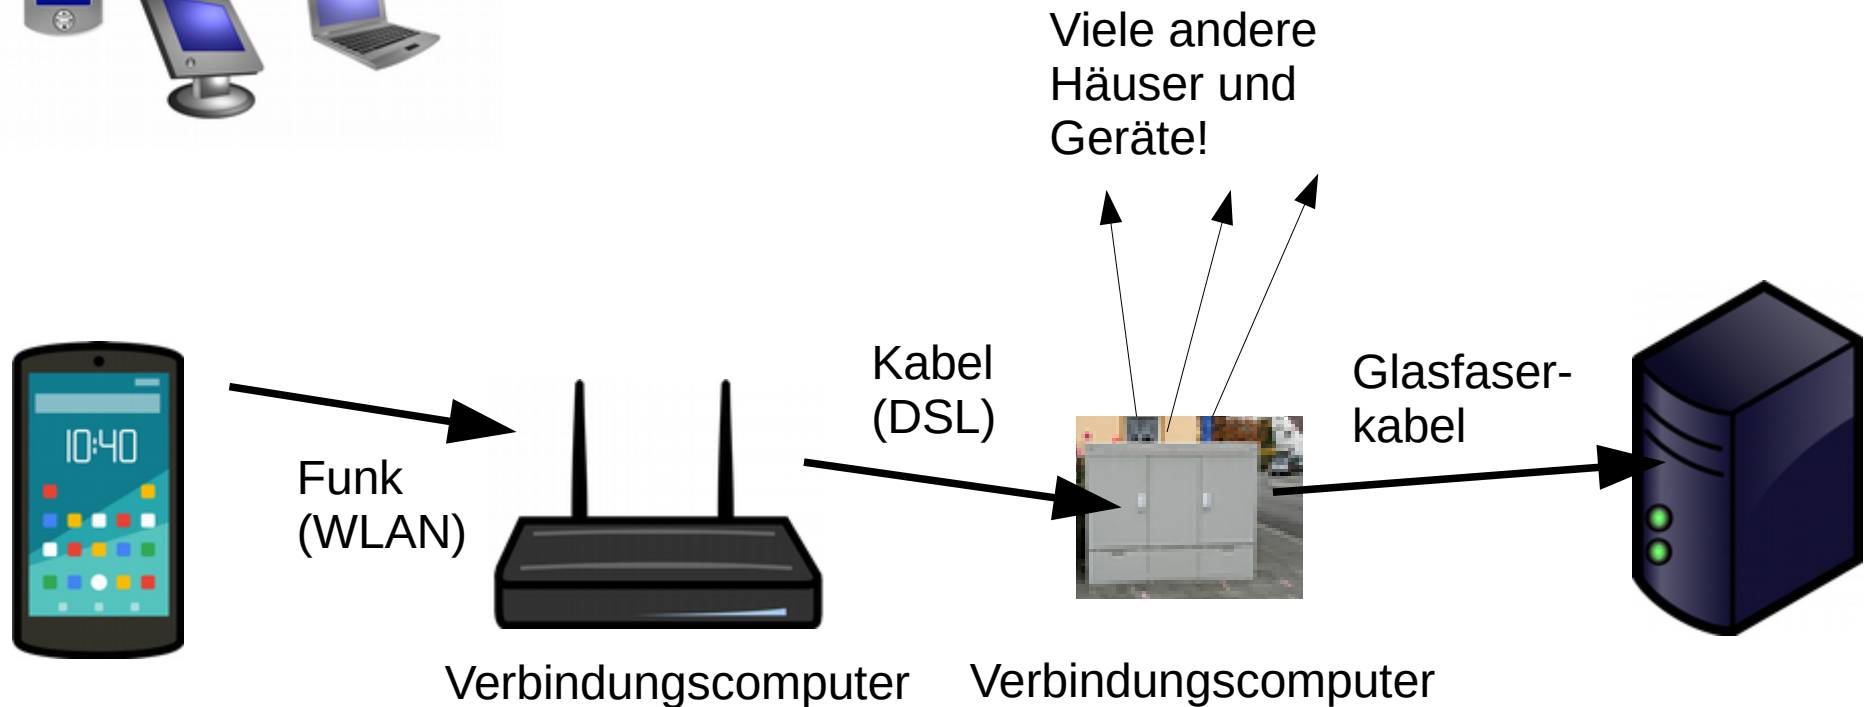 Viele andere
Häuser und
Geräte!
10:40
Funk
(WLAN)
Kabel
(DSL)
Glasfaser-
kabel
Verbindungscomputer
Verbindungscomputer